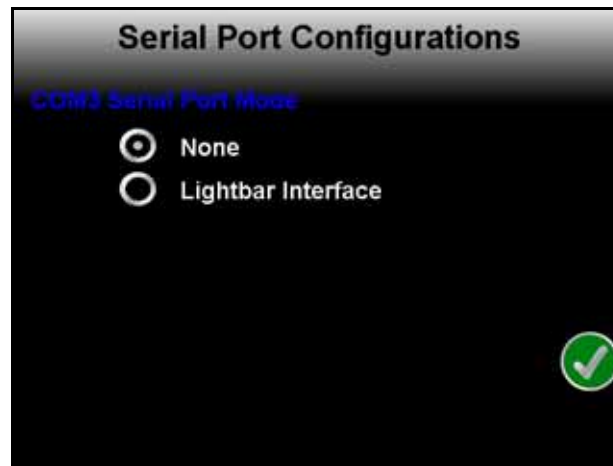 Serial Port Configurations
COM3 Serial Port Mode
None
Lightbar Interface